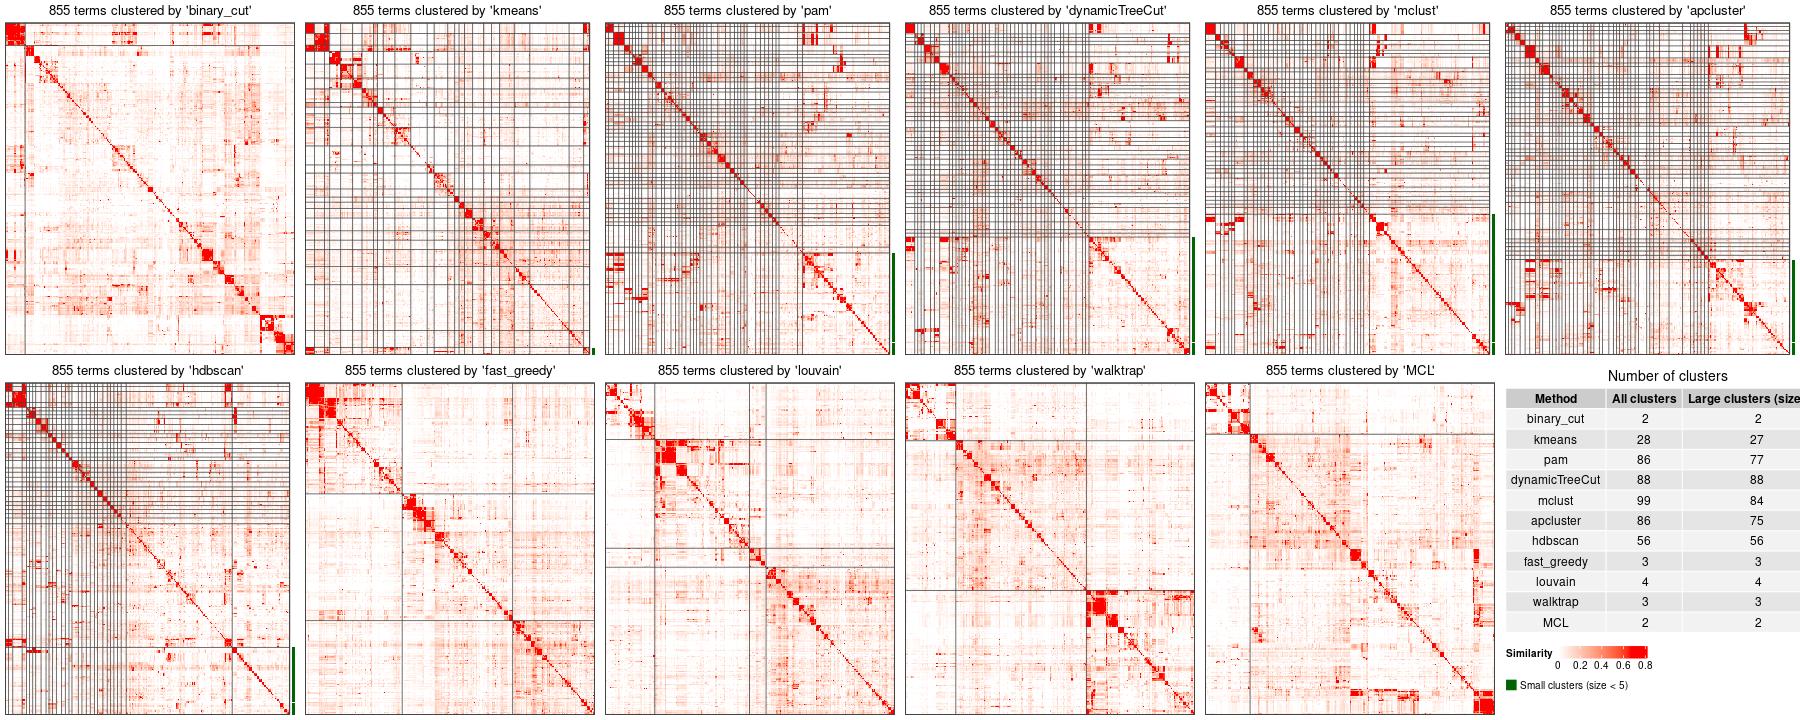 855 terms clustered by 'binary_cut'
855 terms clustered by 'kmeans'
855 terms clustered by 'pam'
855 terms clustered by 'dynamicTreeCut'
855 terms clustered by 'mclust'
855 terms clustered by 'apcluster'
855 terms clustered by 'hdbscan'
855 terms clustered by 'fast_greedy'
855 terms clustered by 'louvain'
855 terms clustered by 'walktrap'
855 terms clustered by 'MCL'
Number of clusters
Method All clusters Large clusters (size
binary_cut 2 2
kmeans 28 27
pam 86 77
dynamicTreeCut 88 88
mclust 99 84
apcluster 86 75
hdbscan 56 56
fast_greedy 3 3
louvain 4 4
walktrap 3 3
MCL 2 2
Similarity
0 0.2 0.4 0.6 0.8
Small clusters (size < 5)